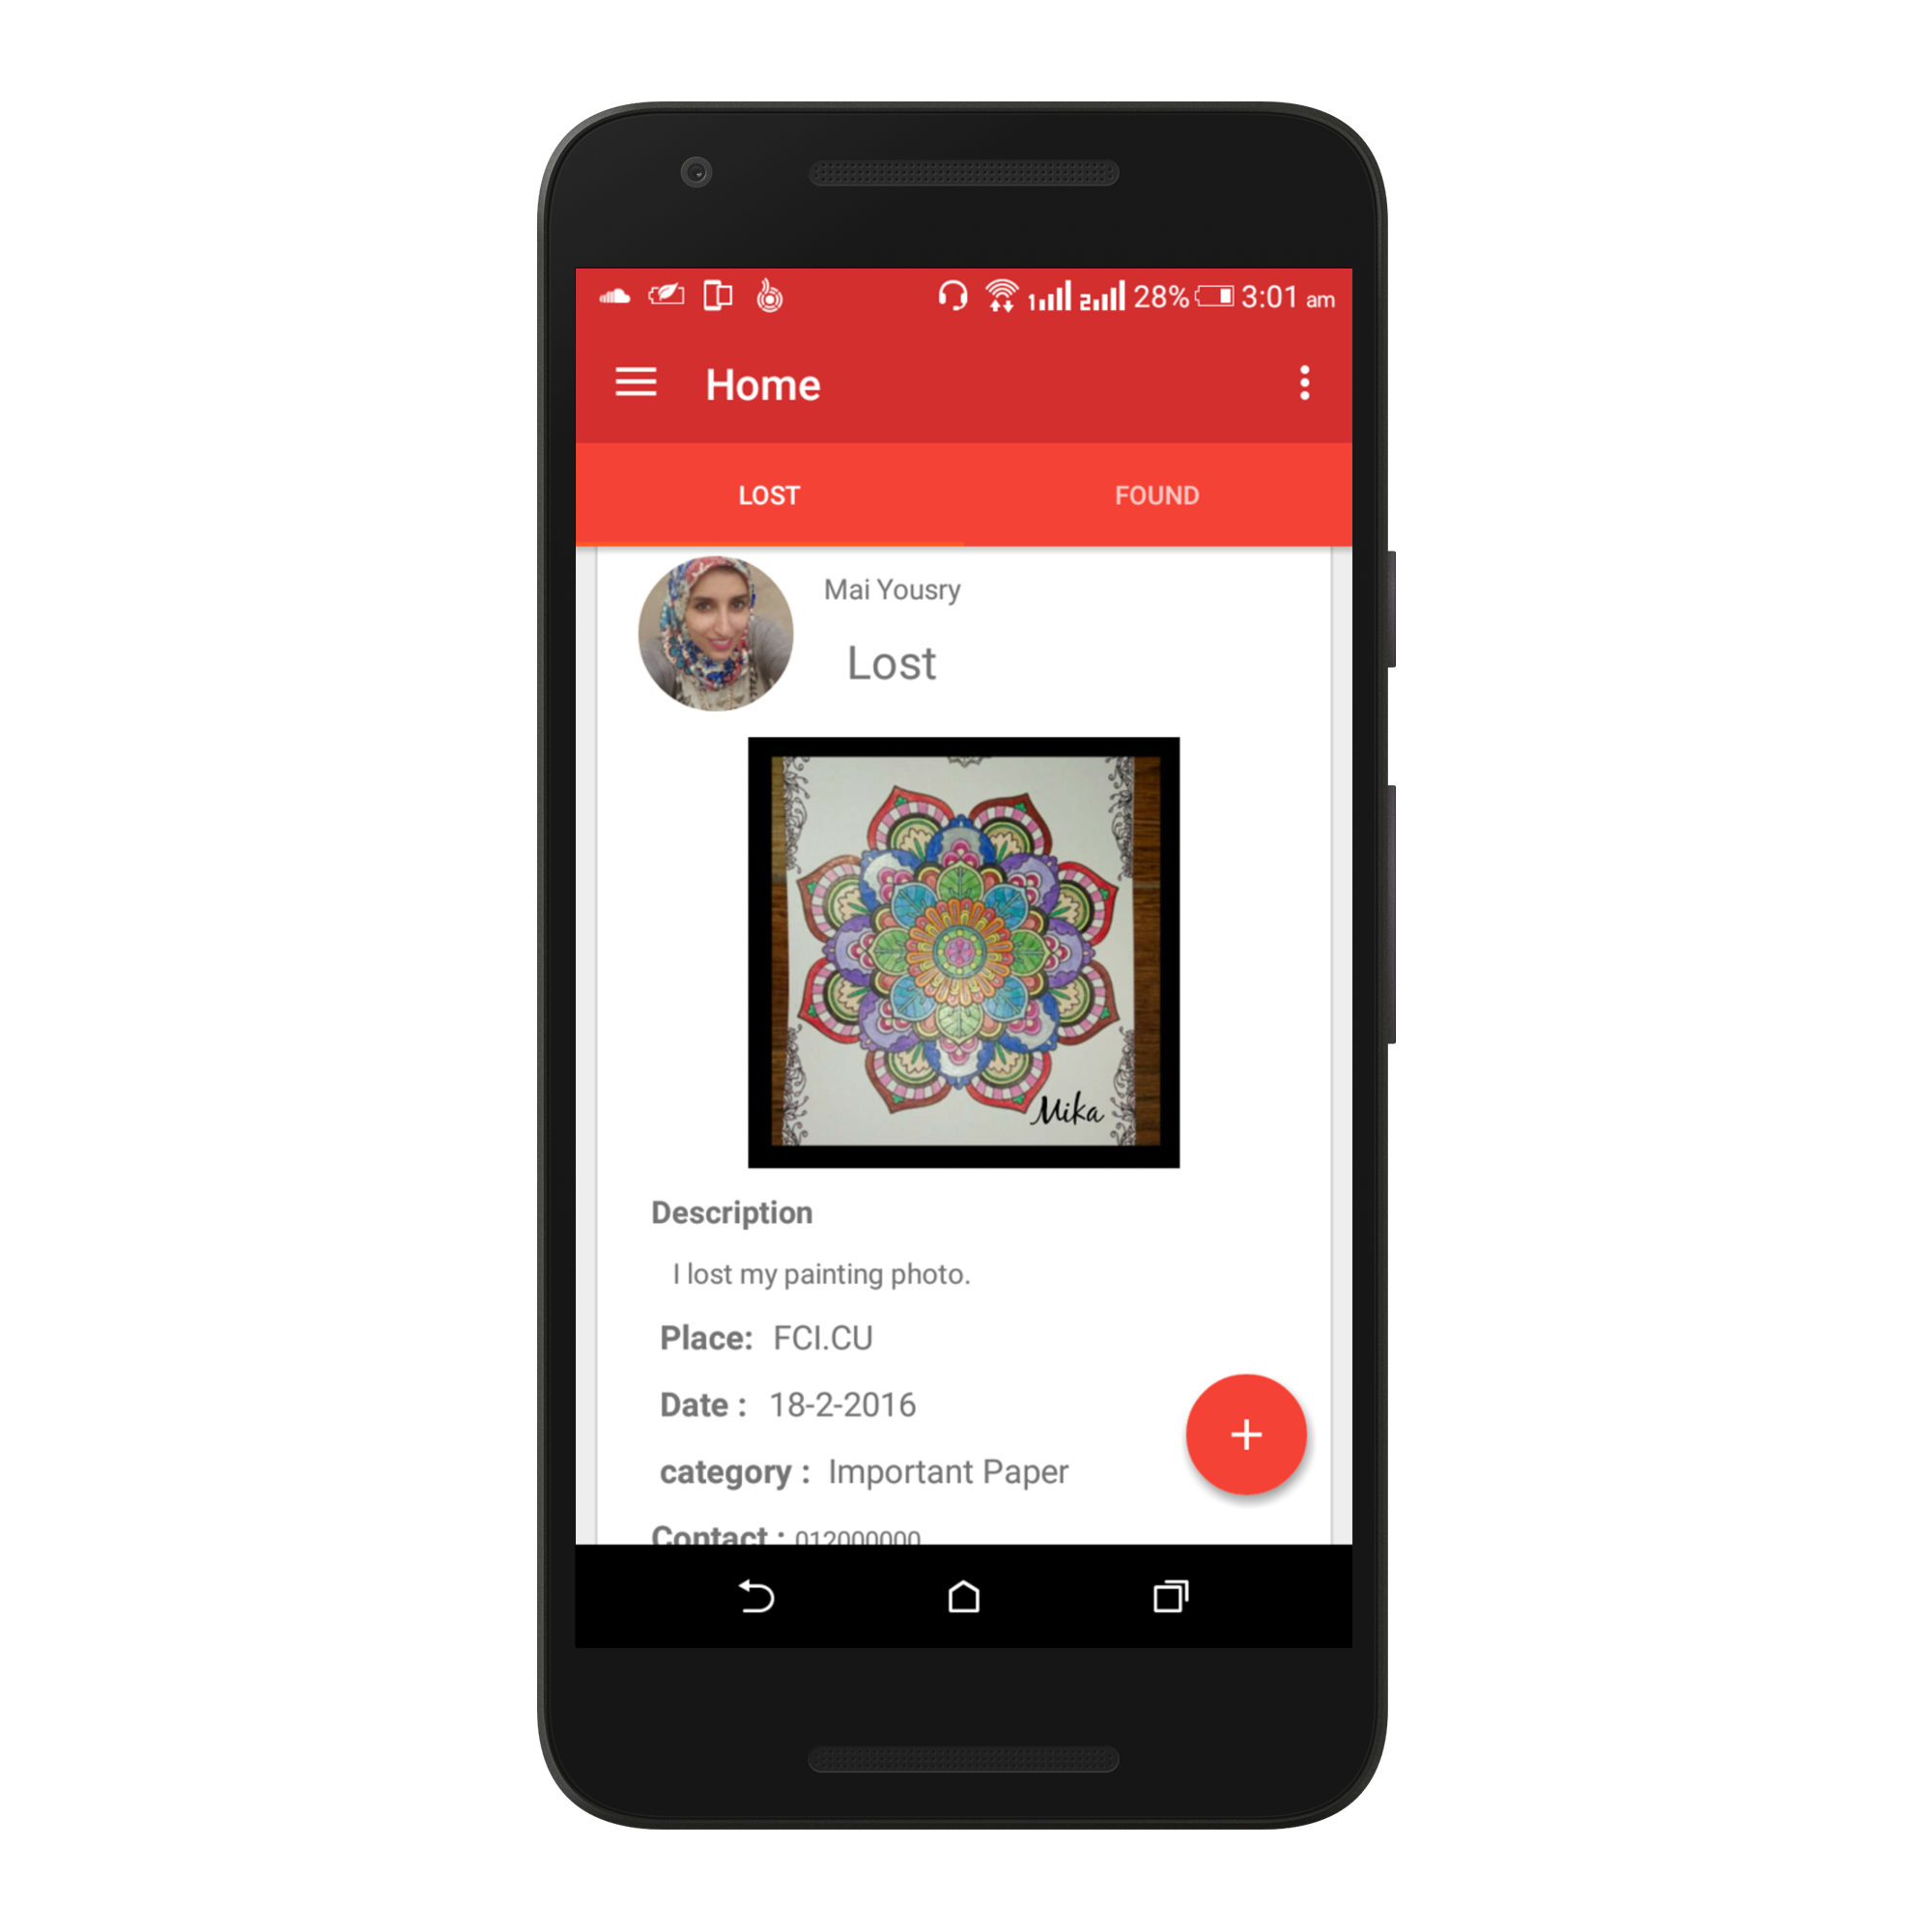 28% 3:01 am
Home
LOST FOUND
Mai Yousry
Lost
Mika
Description
I lost my painting photo.
Place: FCI.CU
Date : 18-2-2016
category : Important Paper
Contact : 012000000